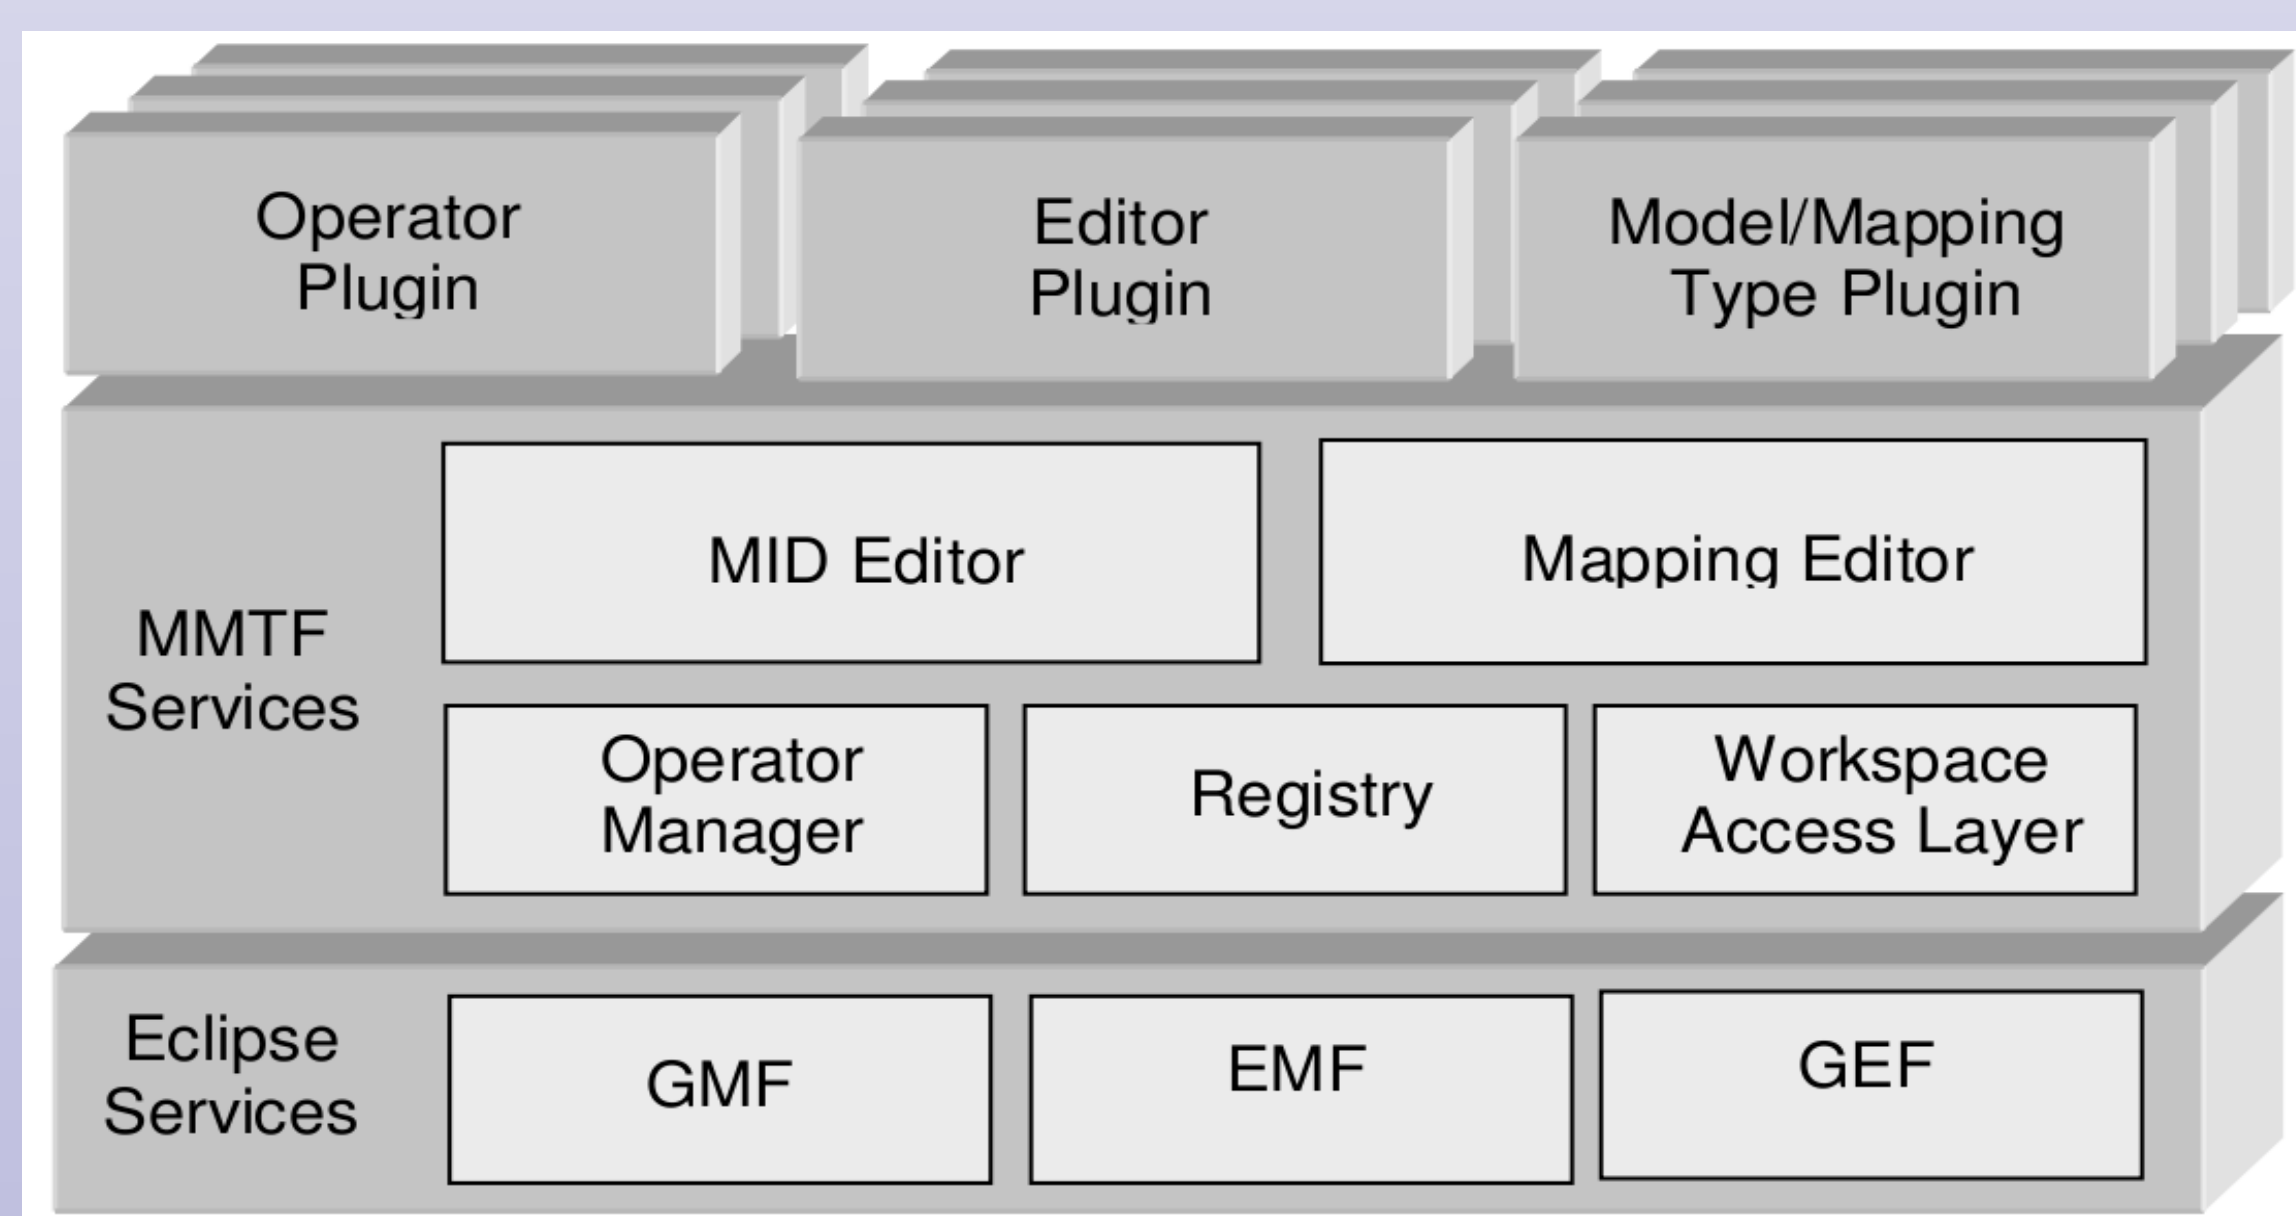 Operator
Plugin
Editor
Plugin
Model/Mapping
Type Plugin
MMTF
Services
MID Editor
Mapping Editor
Operator
Manager
Registry
Workspace
Access Layer
Eclipse
Services
GMF
EMF
GEF